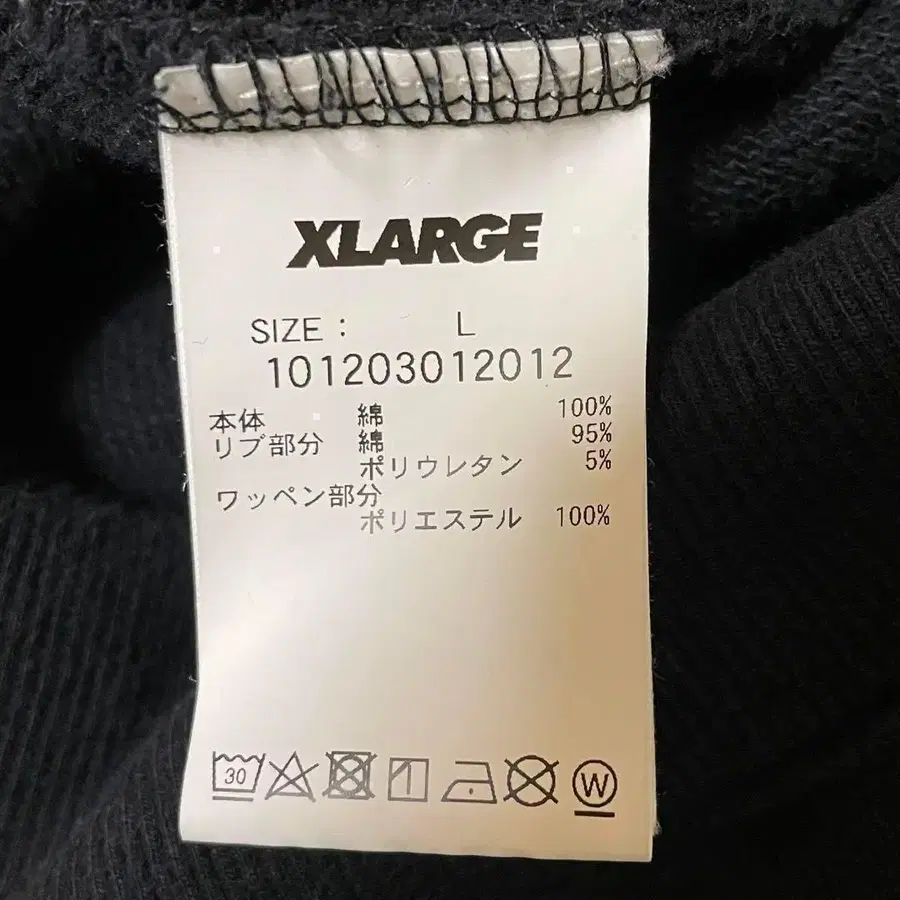 XLARGE
SIZE : L
101203012012
本体 綿 100%
リブ部分 綿 95%
ポリウレタン 5%
ワッペン部分
ポリエステル 100%
30 W